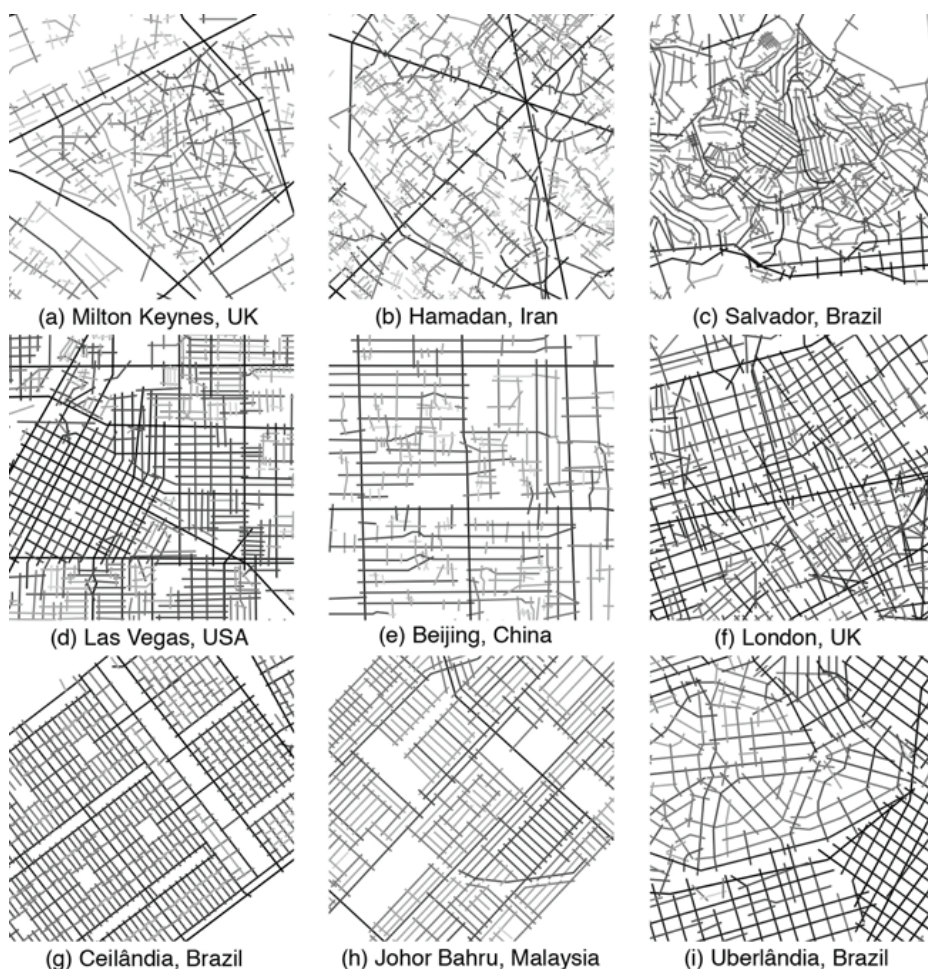 (a) Milton Keynes, UK
(b) Hamadan, Iran
(c) Salvador, Brazil
(d) Las Vegas, USA
(e) Beijing, China
(f) London, UK
(g) Ceilândia, Brazil
(h) Johor Bahru, Malaysia
(i) Uberlândia, Brazil